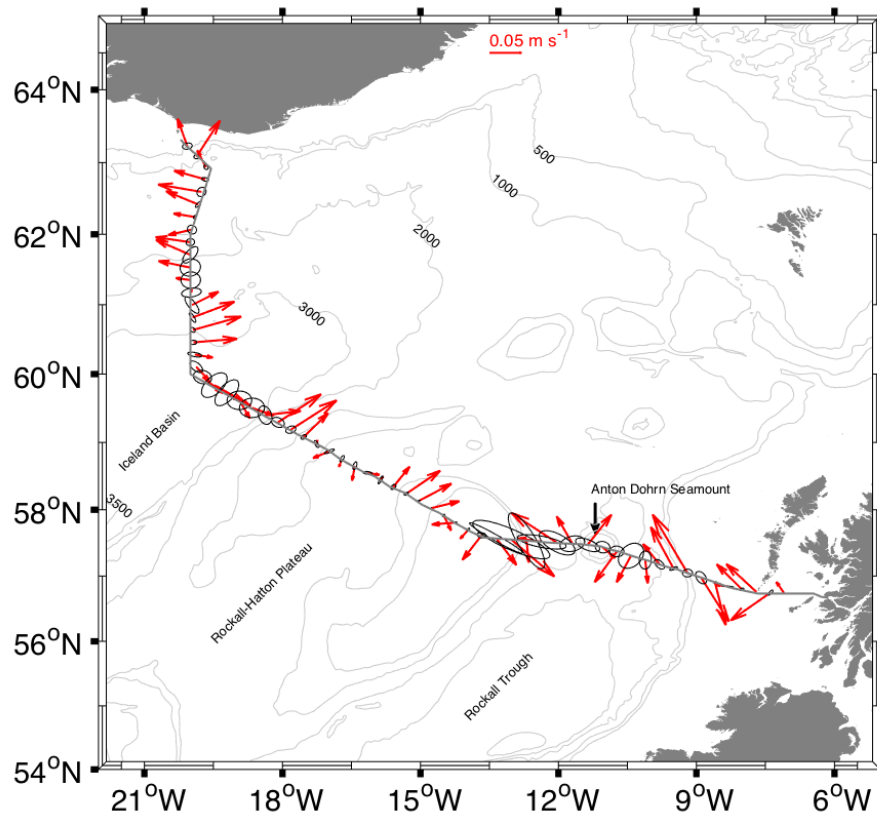 0.05 m s⁻¹
64°N
500
1000
62°N
2000
3000
60°N
Iceland Basin
3500
58°N
Anton Dohrn Seamount
Rockall-Hatton Plateau
56°N
Rockall Trough
54°N
21°W 18°W 15°W 12°W 9°W 6°W